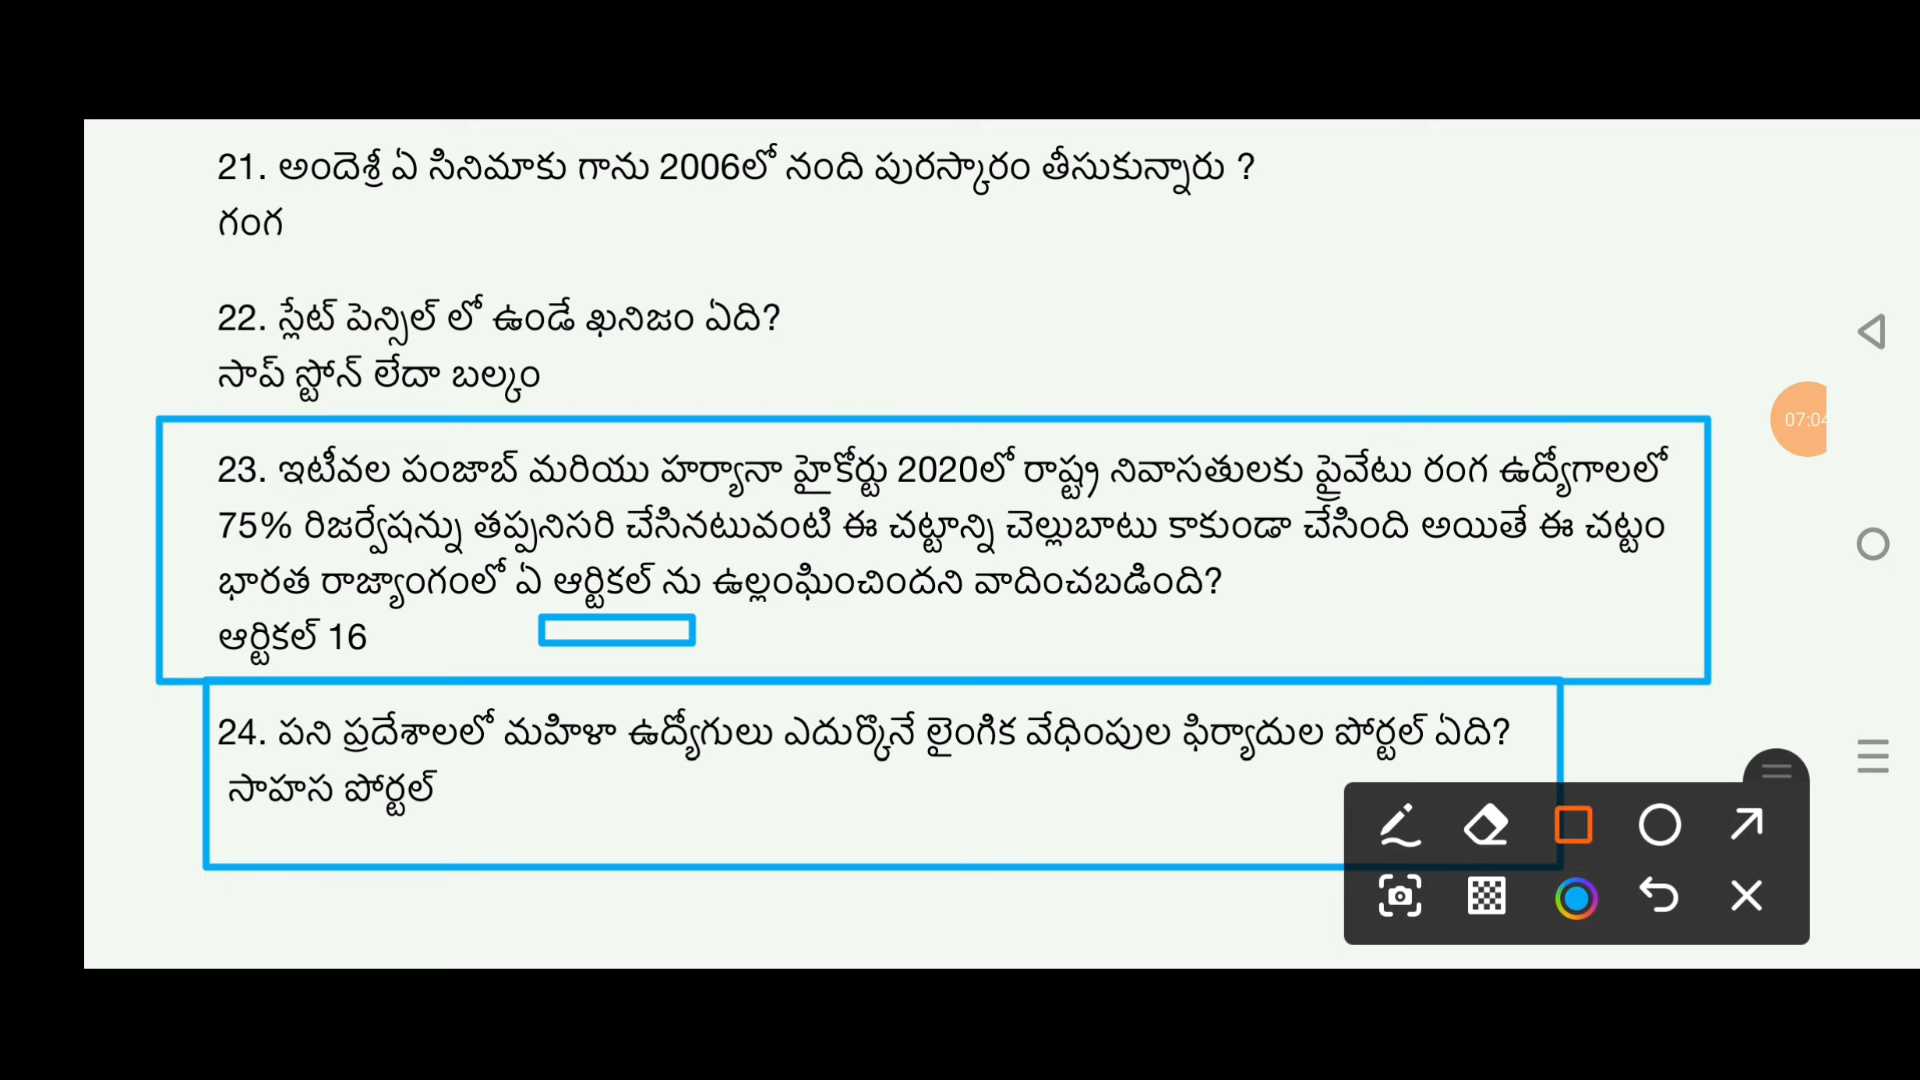 21. అందెశ్రీ ఏ సినిమాకు గాను 2006లో నంది పురస్కారం తీసుకున్నారు ?
గంగ
22. స్లేట్ పెన్సిల్ లో ఉండే ఖనిజం ఏది?
సాప్ స్టోన్ లేదా బల్కం
23. ఇటీవల పంజాబ్ మరియు హర్యానా హైకోర్టు 2020లో రాష్ట్ర నివాసతులకు ప్రైవేటు రంగ ఉద్యోగాలలో
75% రిజర్వేషన్ను తప్పనిసరి చేసినటువంటి ఈ చట్టాన్ని చెల్లుబాటు కాకుండా చేసింది అయితే ఈ చట్టం
భారత రాజ్యాంగంలో ఏ ఆర్టికల్ ను ఉల్లంఘించిందని వాదించబడింది?
ఆర్టికల్ 16
24. పని ప్రదేశాలలో మహిళా ఉద్యోగులు ఎదుర్కొనే లైంగిక వేధింపుల ఫిర్యాదుల పోర్టల్ ఏది?
సాహస పోర్టల్
07:04